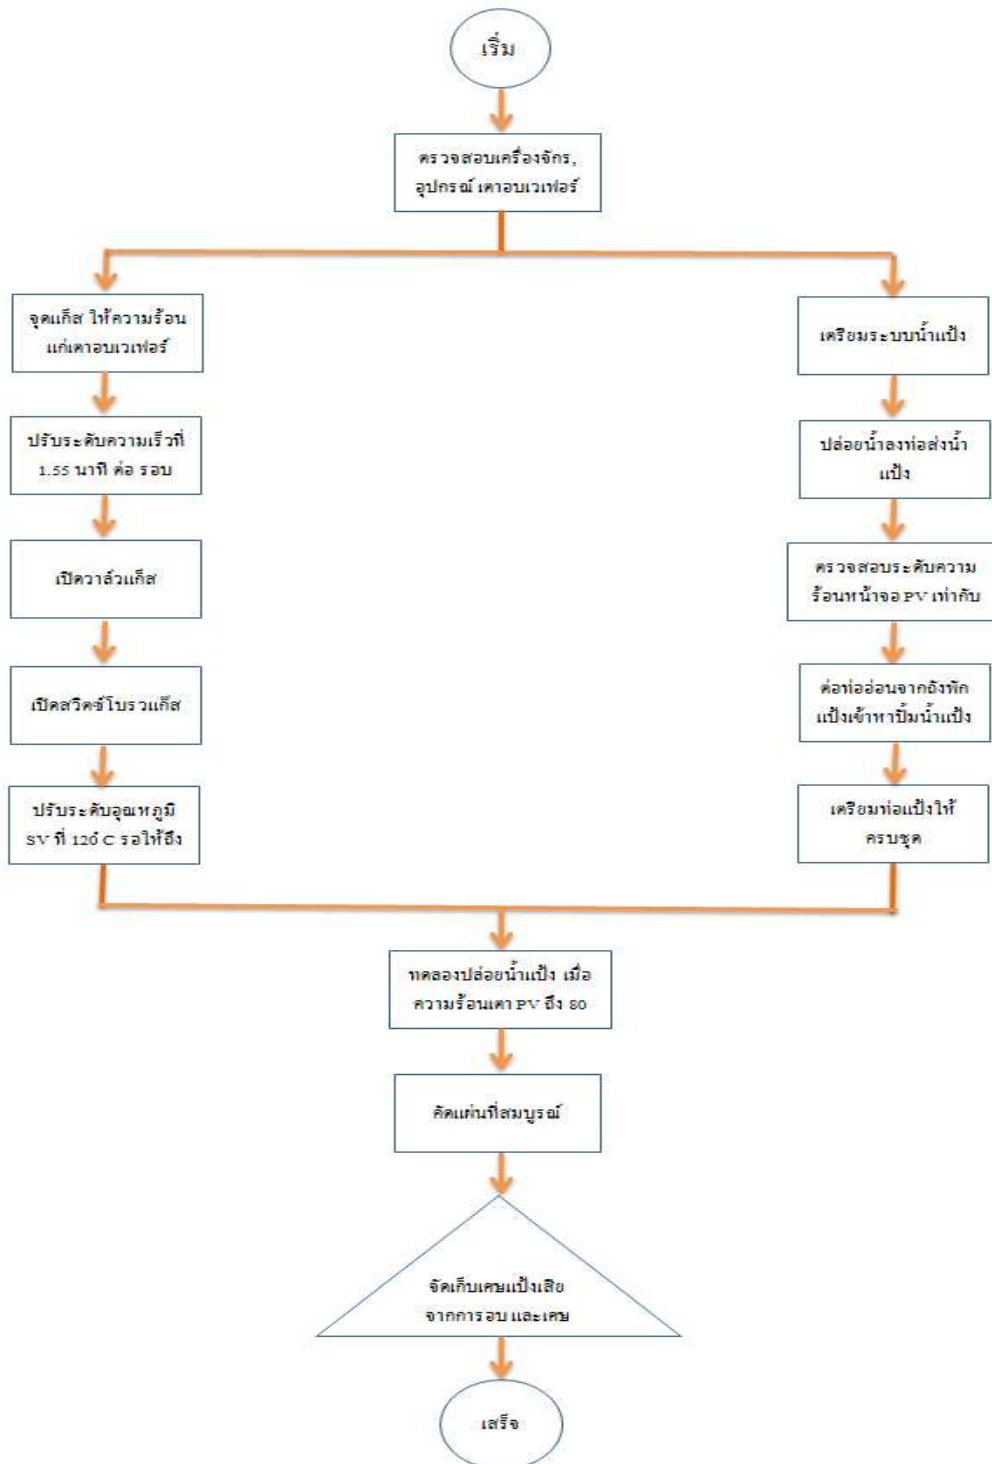 เริ่ม
ตรวจสอบเครื่องจักร,
อุปกรณ์ เตาอบเวเฟอร์
จุดแก็ส ให้ความร้อน
แก่เตาอบเวเฟอร์
ปรับระดับความเร็วที่
1.55 นาที ต่อ รอบ
เปิดวาล์วแก็ส
เปิดสวิตซ์โบรวแก็ส
ปรับระดับอุณหภูมิ
SV ที่ 120 ํ C รอให้ถึง
เตรียมระบบน้ำแป้ง
ปล่อยน้ำลงท่อส่งน้ำ
แป้ง
ตรวจสอบระดับความ
ร้อนหน้าจอ PV เท่ากับ
ต่อท่ออ่อนจากถังพัก
แป้งเข้าหาปั้มน้ำแป้ง
เตรียมท่อแป้งให้
ครบชุด
ทดลองปล่อยน้ำแป้ง เมื่อ
ความร้อนเตา PV ถึง 80
คัดแผ่นที่สมบูรณ์
จัดเก็บเศษแป้งเสีย
จากการอบ และเศษ
เสร็จ